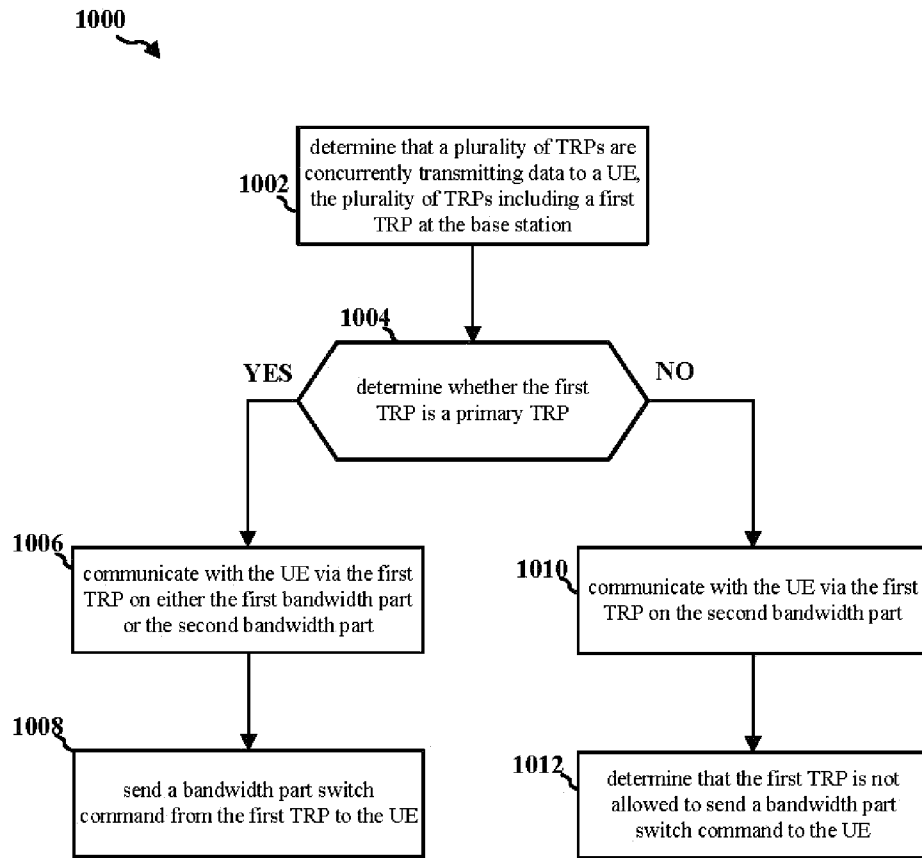 1000
determine that a plurality of TRPs are
concurrently transmitting data to a UE,
1002
the plurality of TRPs including a first
TRP at the base station
1004
YES
NO
determine whether the first
TRP is a primary TRP
1006
communicate with the UE via the first
TRP on either the first bandwidth part
or the second bandwidth part
1010
communicate with the UE via the first
TRP on the second bandwidth part
1008
send a bandwidth part switch
command from the first TRP to the UE
1012
determine that the first TRP is not
allowed to send a bandwidth part
switch command to the UE